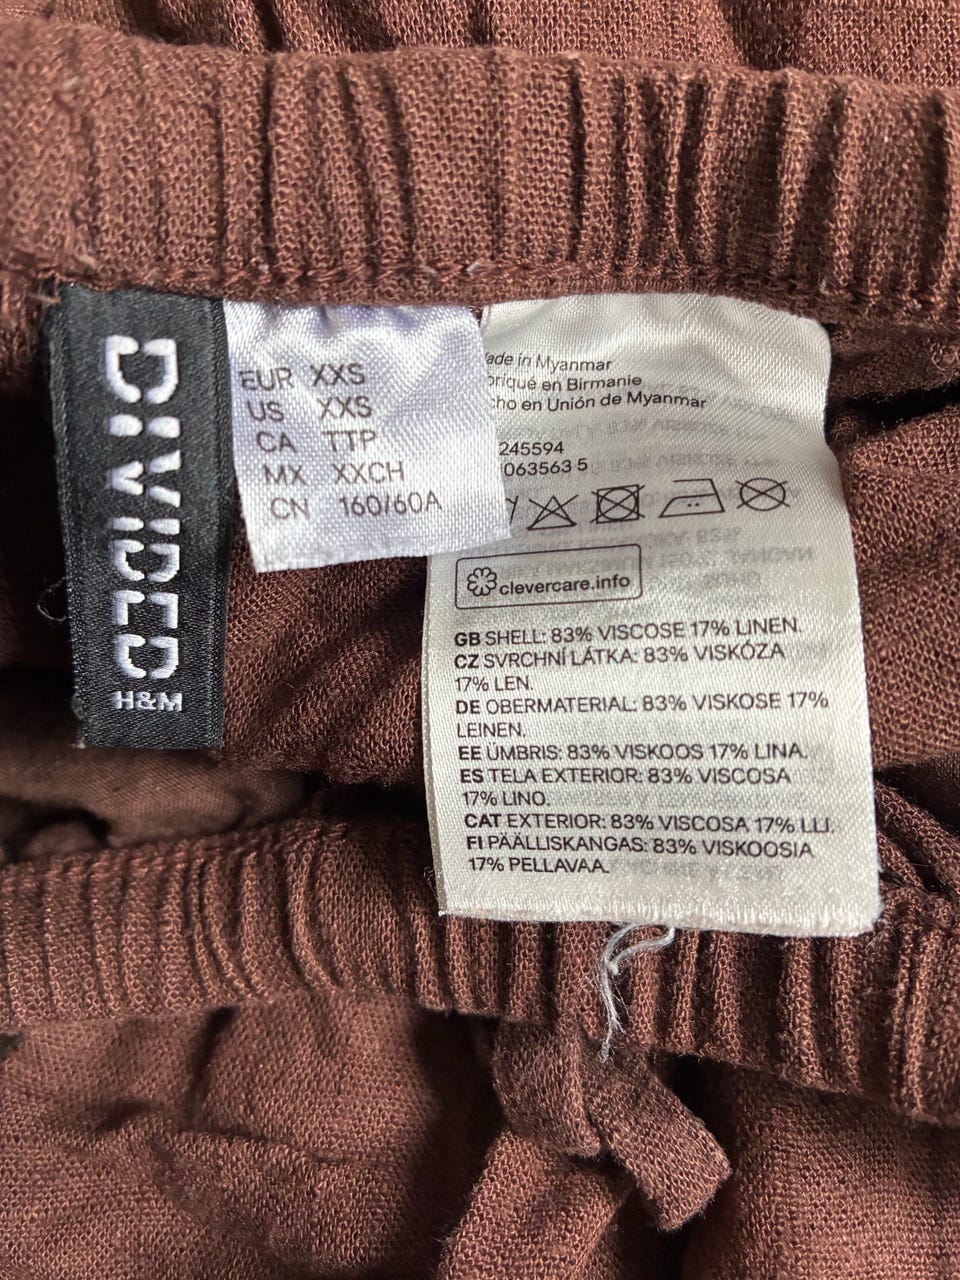 DIVIDED
H&M
EUR XXS
US XXS
CA TTP
MX XXCH
CN 160/60A
ade in Myanmar
briqué en Birmanie
cho en Unión de Myanmar
245594
063563 5
clevercare.info
GB SHELL: 83% VISCOSE 17% LINEN.
CZ SVRCHNÍ LÁTKA: 83% VISKÓZA
17% LEN.
DE OBERMATERIAL: 83% VISKOSE 17%
LEINEN.
EE ÜMBRIS: 83% VISKOOS 17% LINA.
ES TELA EXTERIOR: 83% VISCOSA
17% LINO.
CAT EXTERIOR: 83% VISCOSA 17% LLI.
FI PÄÄLLISKANGAS: 83% VISKOOSIA
17% PELLAVAA.